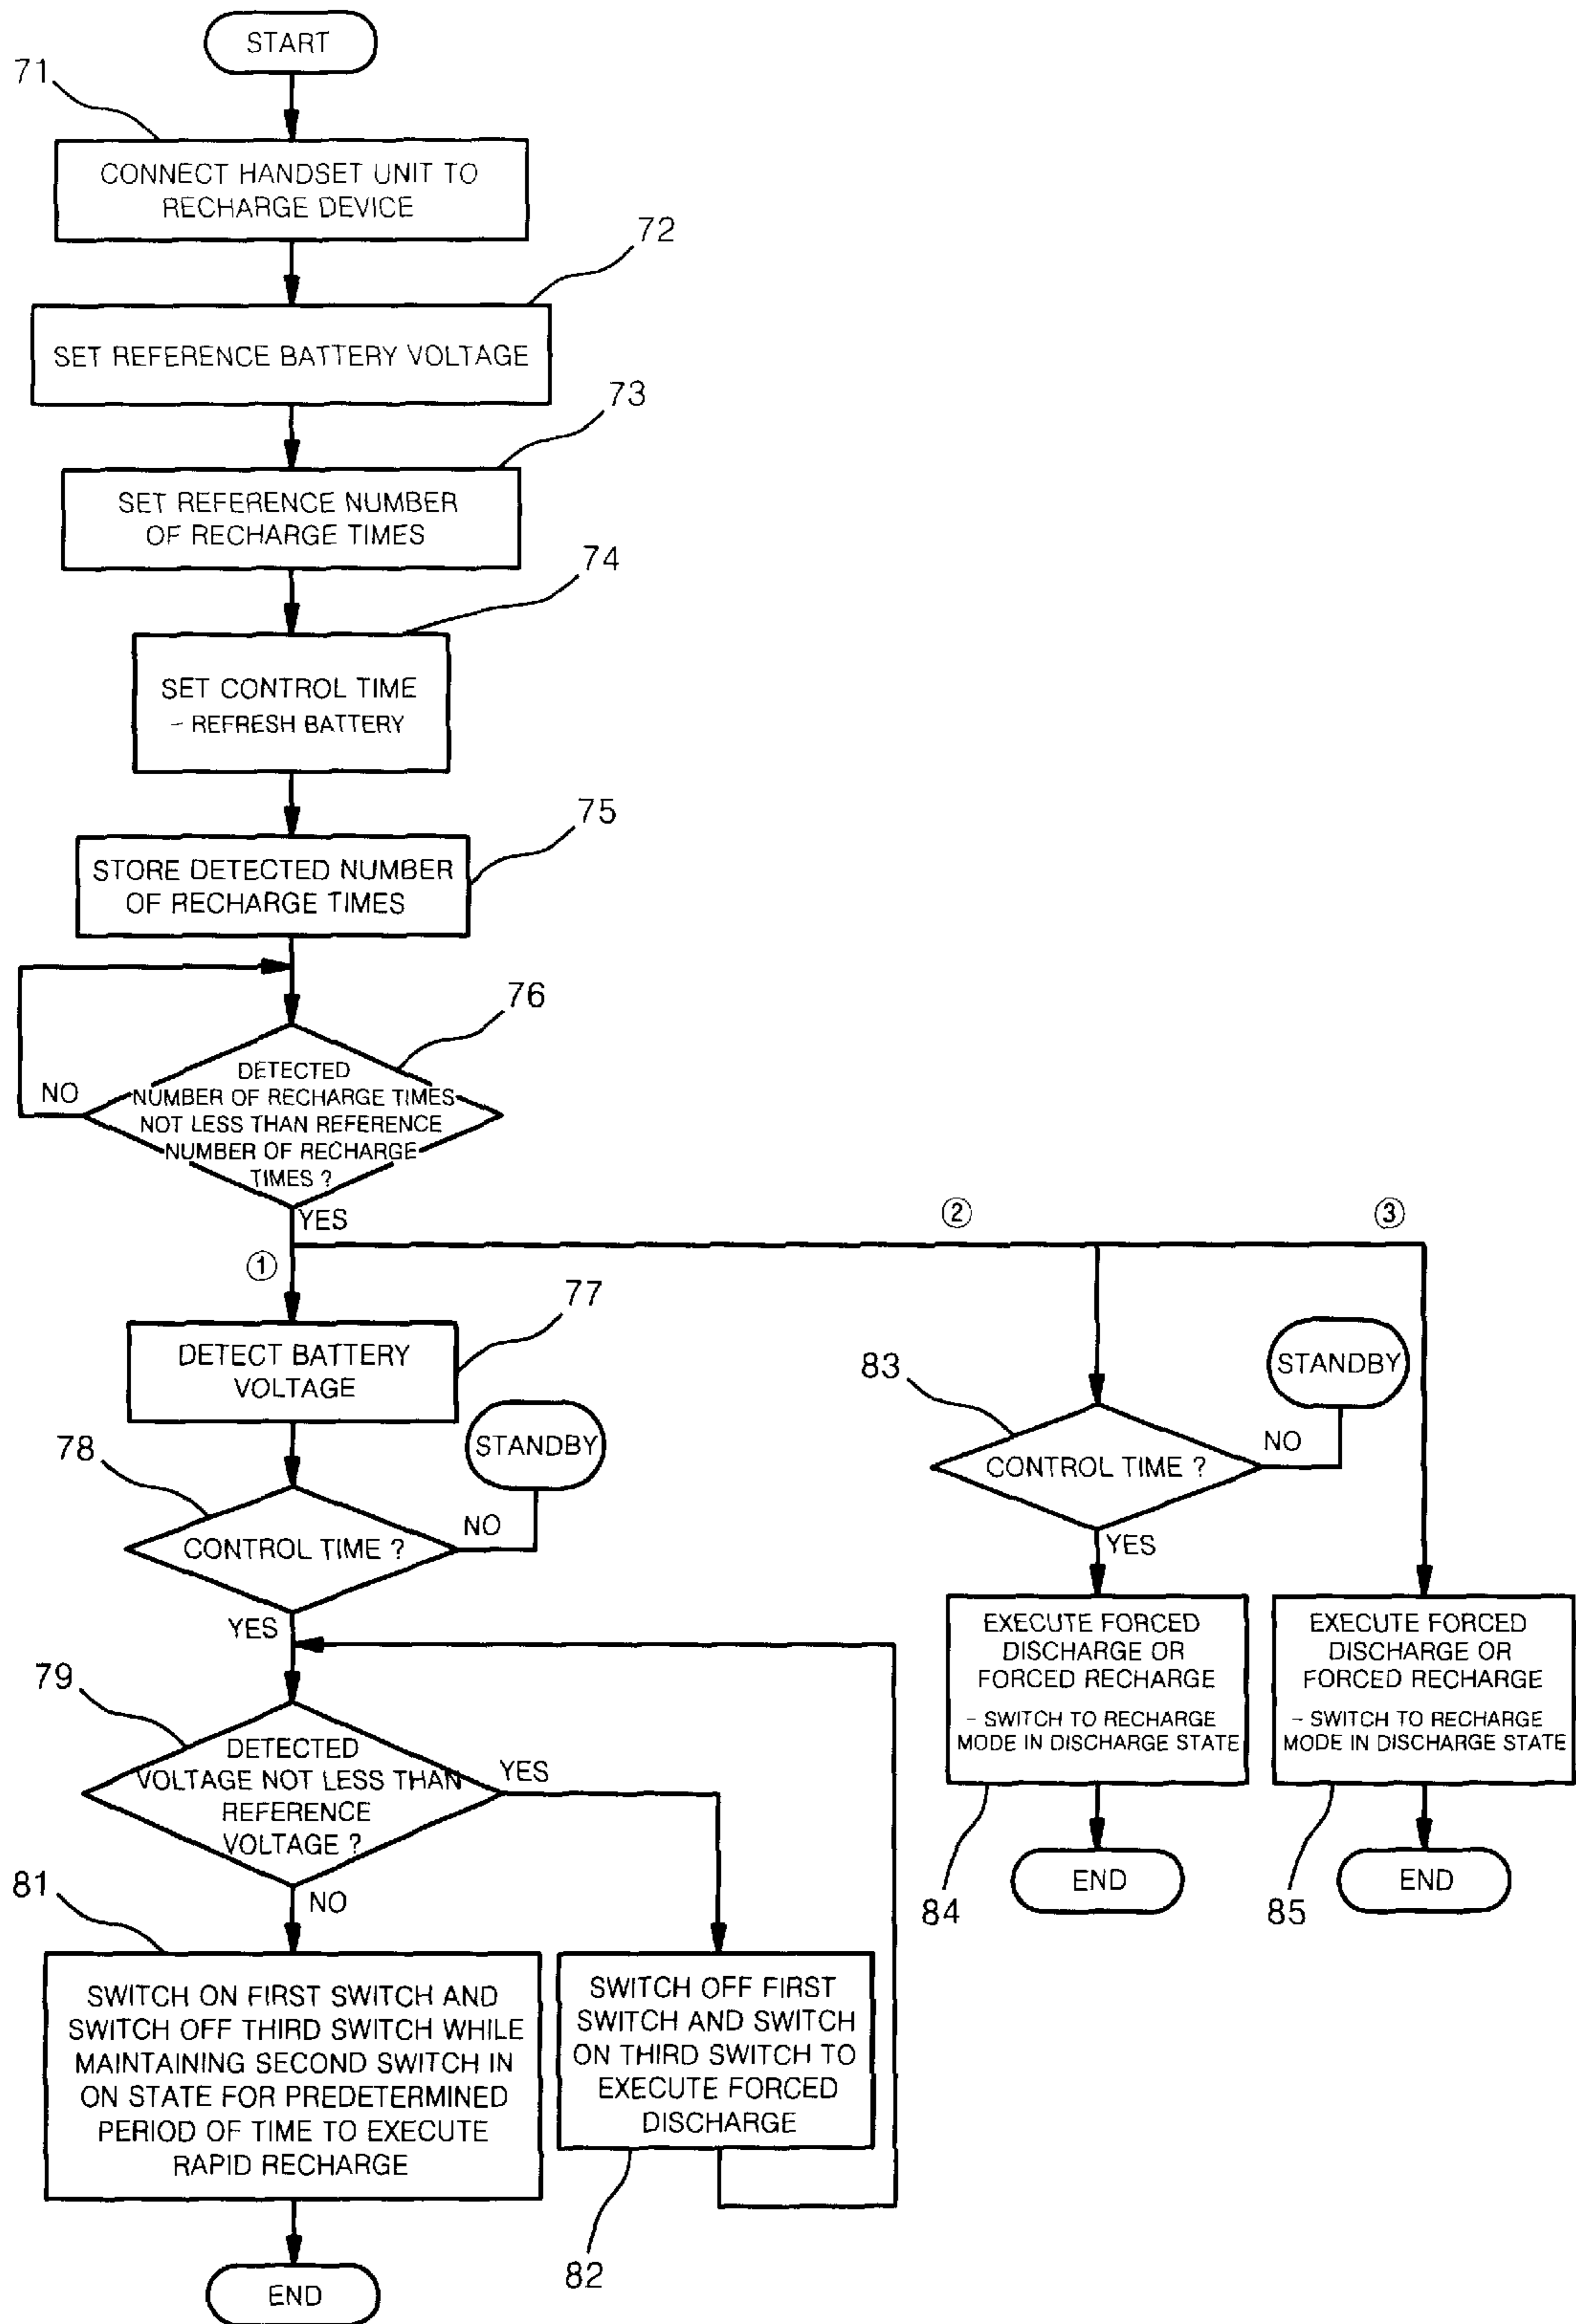 START
71
CONNECT HANDSET UNIT TO
RECHARGE DEVICE
72
SET REFERENCE BATTERY VOLTAGE
73
SET REFERENCE NUMBER
OF RECHARGE TIMES
74
SET CONTROL TIME
– REFRESH BATTERY
75
STORE DETECTED NUMBER
OF RECHARGE TIMES
76
DETECTED
NUMBER OF RECHARGE TIMES
NOT LESS THAN REFERENCE
NUMBER OF RECHARGE
TIMES ?
NO
YES
①
②
③
77
DETECT BATTERY
VOLTAGE
78
STANDBY
NO
CONTROL TIME ?
YES
79
DETECTED
VOLTAGE NOT LESS THAN
REFERENCE
VOLTAGE ?
YES
NO
81
SWITCH ON FIRST SWITCH AND
SWITCH OFF THIRD SWITCH WHILE
MAINTAINING SECOND SWITCH IN
ON STATE FOR PREDETERMINED
PERIOD OF TIME TO EXECUTE
RAPID RECHARGE
END
SWITCH OFF FIRST
SWITCH AND SWITCH
ON THIRD SWITCH TO
EXECUTE FORCED
DISCHARGE
82
83
STANDBY
NO
CONTROL TIME ?
YES
EXECUTE FORCED
DISCHARGE OR
FORCED RECHARGE
– SWITCH TO RECHARGE
MODE IN DISCHARGE STATE
84
END
EXECUTE FORCED
DISCHARGE OR
FORCED RECHARGE
– SWITCH TO RECHARGE
MODE IN DISCHARGE STATE
85
END